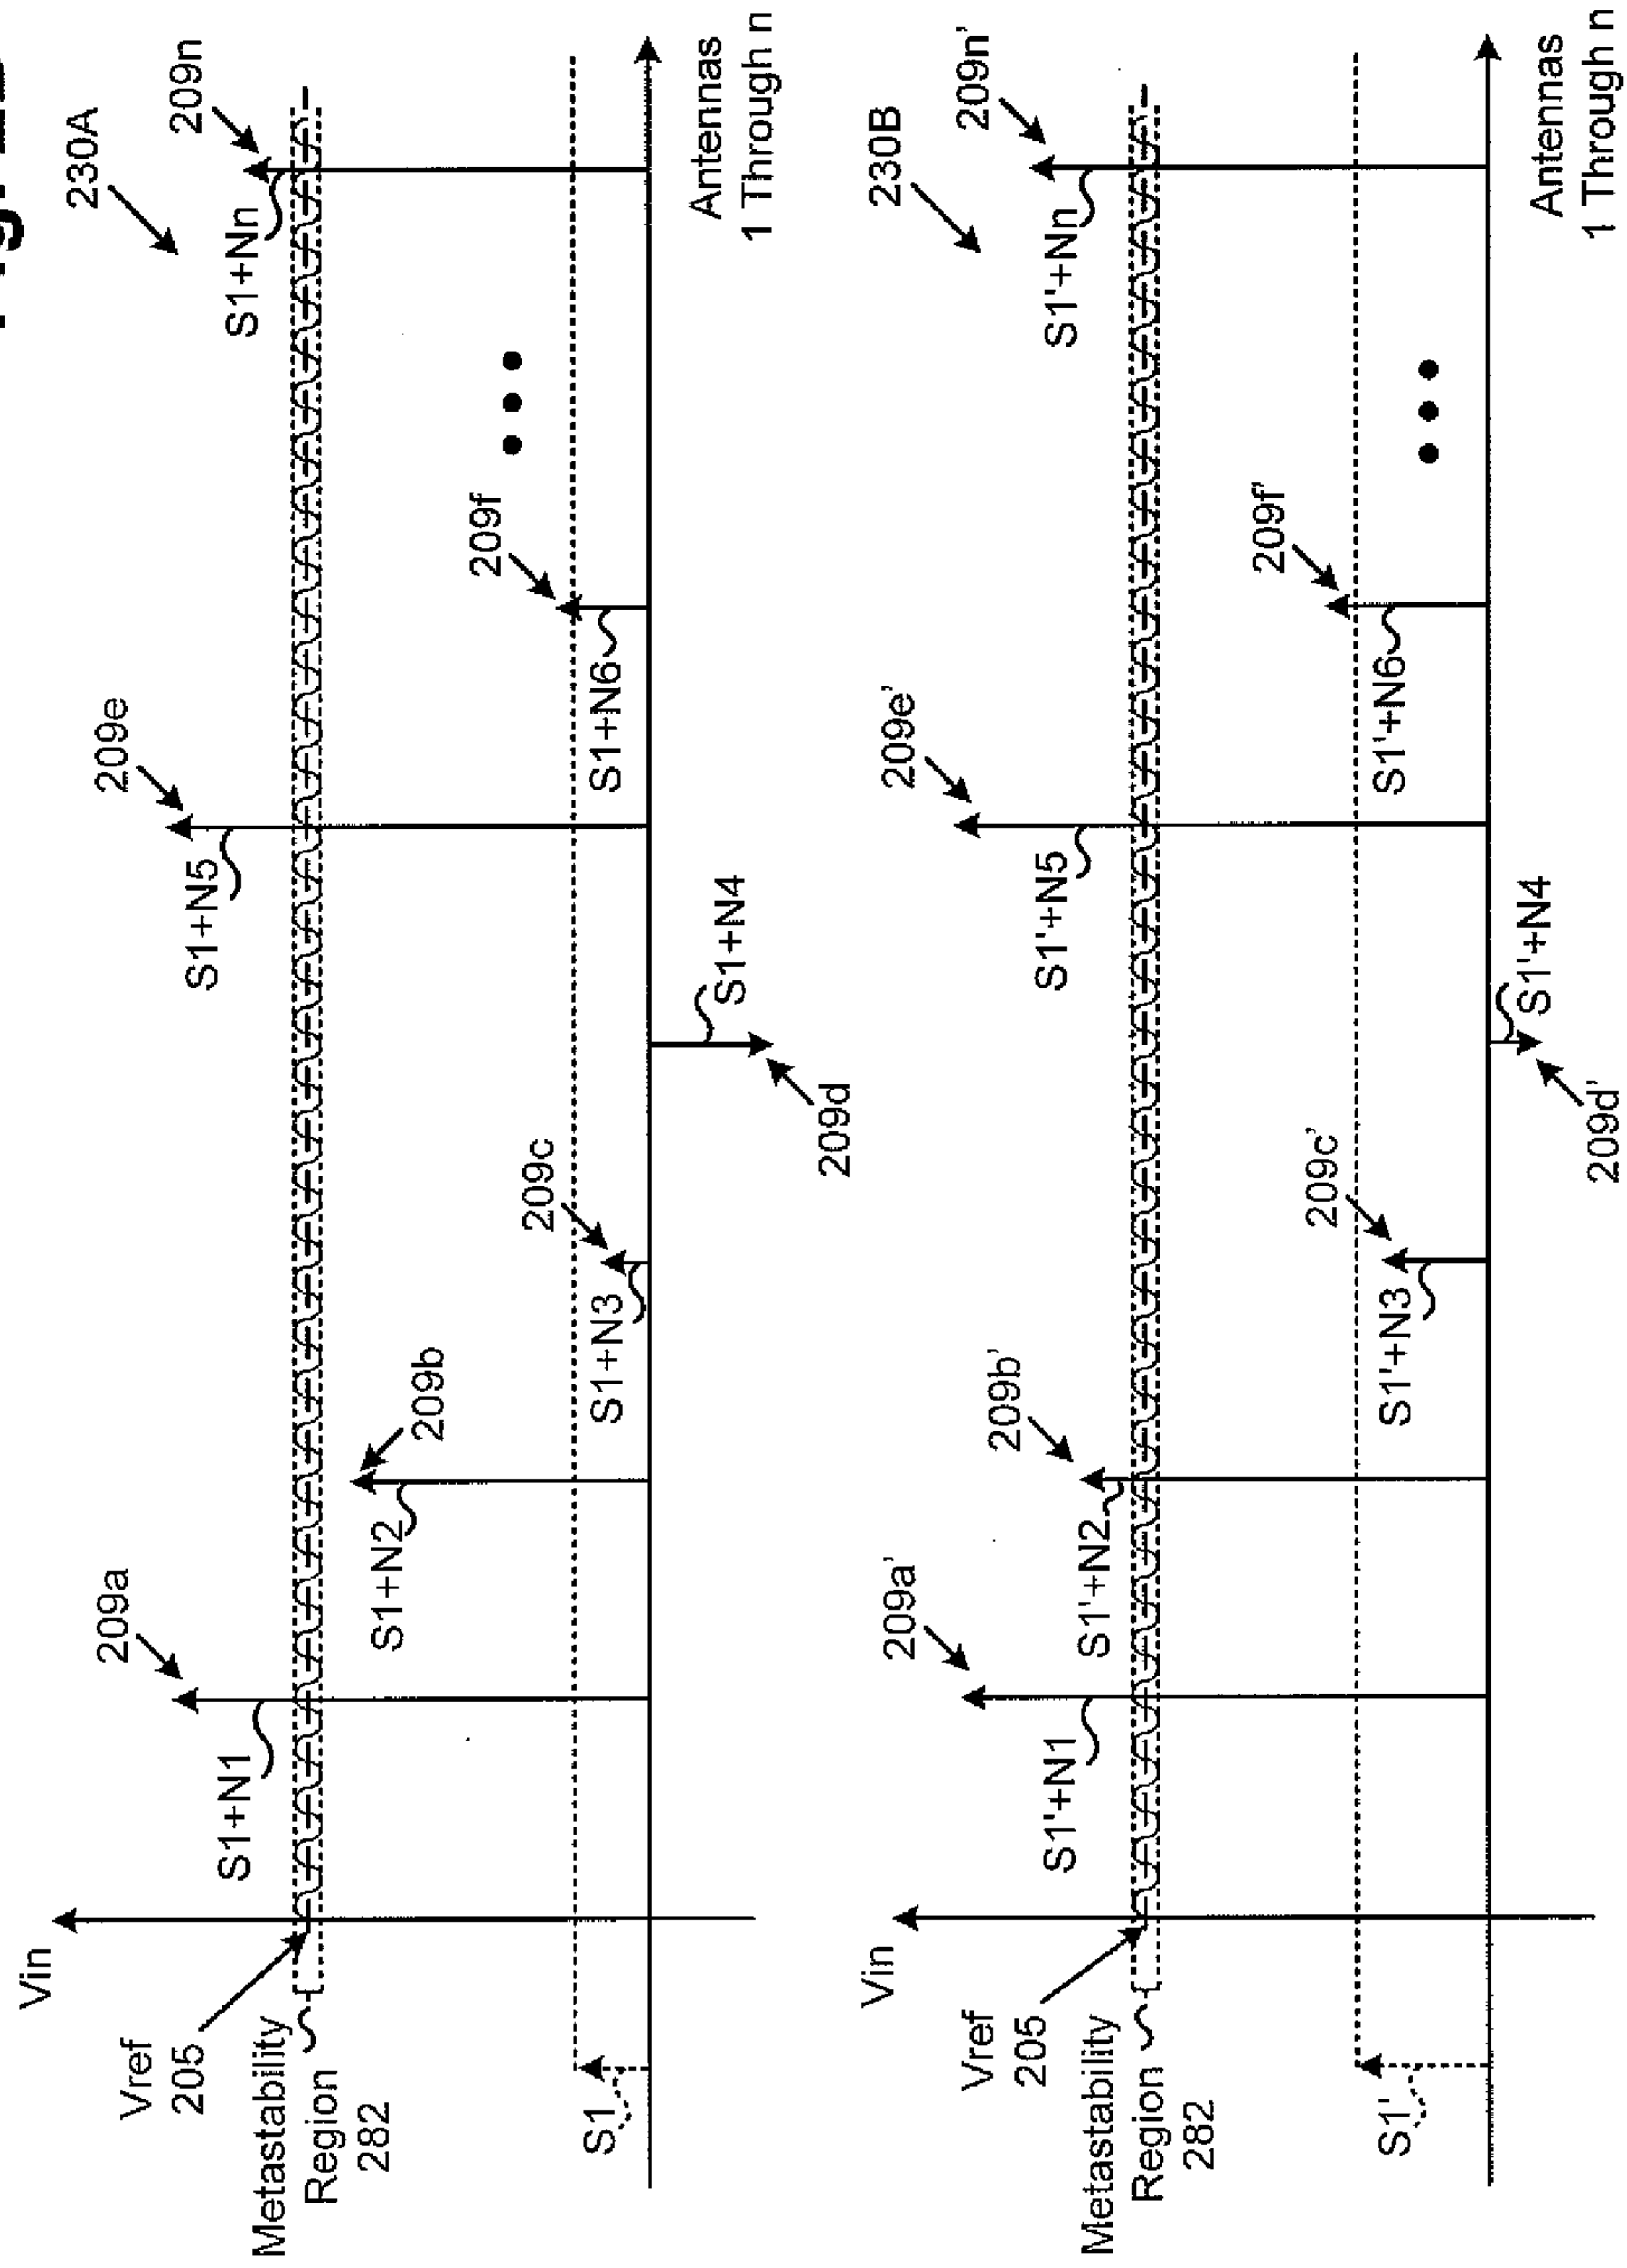 230A
Vin
Vref
205
Metastability
Region
282
S1
S1+N1
209a
S1+N2
209b
S1+N3
209c
S1+N4
209d
S1+N5
209e
S1+N6
209f
S1+Nn
209n
Antennas
1 Through n
230B
Vin
Vref
205
Metastability
Region
282
S1'
S1'+N1
209a'
S1'+N2
209b'
S1'+N3
209c'
S1'+N4
209d'
S1'+N5
209e'
S1'+N6
209f'
S1'+Nn
209n'
Antennas
1 Through n